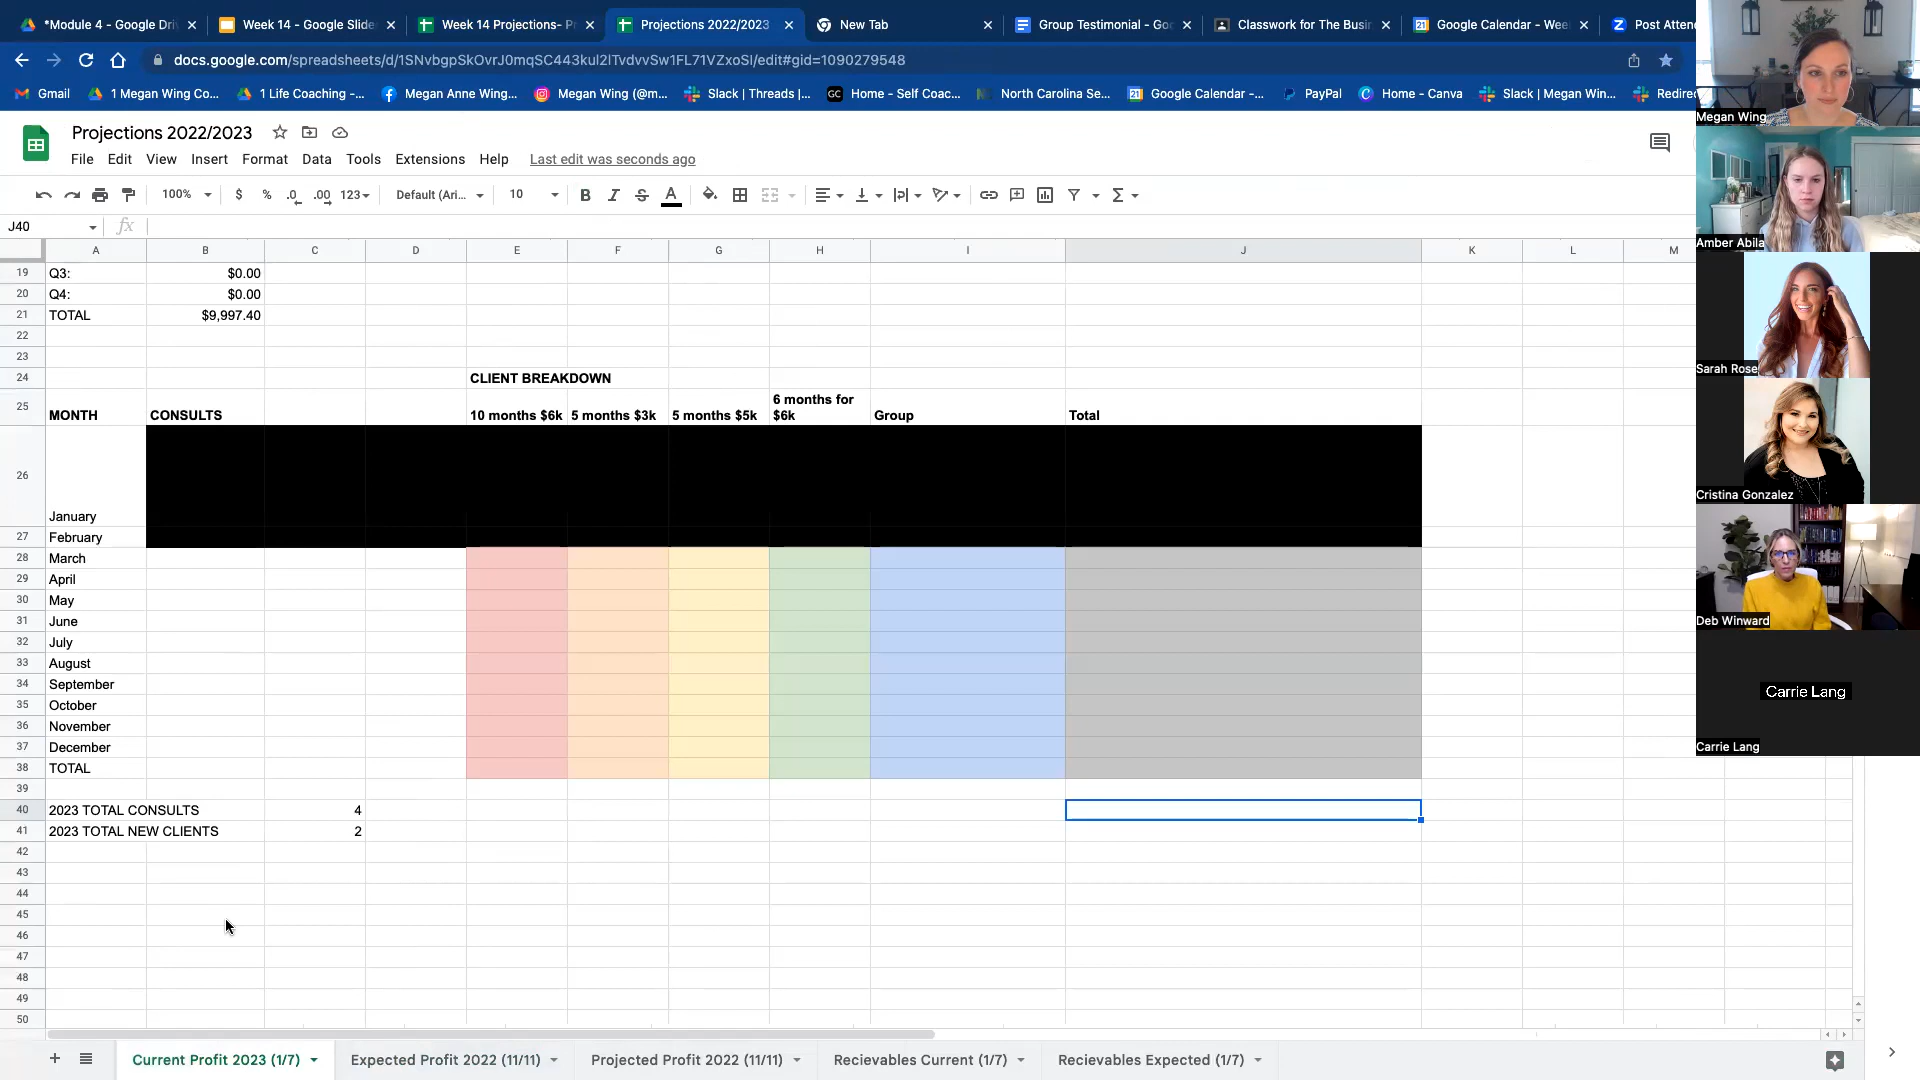 *Module 4 - Google Dri
Week 14 - Google Slide
Week 14 Projections- P
Projections 2022/2023
New Tab
Group Testimonial - Goo
Classwork for The Busin
Google Calendar - Wee
Post Atten
docs.google.com/spreadsheets/d/1SNvbgpSkOvrJ0mqSC443kul2lTvdvvSw1FL71VZxoSI/edit#gid=1090279548
Gmail
1 Megan Wing Co...
1 Life Coaching -...
Megan Anne Wing...
Megan Wing (@m...
Slack | Threads |...
Home - Self Coac...
North Carolina Se...
Google Calendar -...
PayPal
Home - Canva
Slack | Megan Win...
Redirec
Projections 2022/2023
File Edit View Insert Format Data Tools Extensions Help Last edit was seconds ago
100% $ % .0 .00 123 Default (Ari... 10 B I S A
J40 fx
A B C D E F G H I J K L M
19 Q3: $0.00
20 Q4: $0.00
21 TOTAL $9,997.40
22
23
24 CLIENT BREAKDOWN
25 MONTH CONSULTS 10 months $6k 5 months $3k 5 months $5k 6 months for $6k Group Total
26 January
27 February
28 March
29 April
30 May
31 June
32 July
33 August
34 September
35 October
36 November
37 December
38 TOTAL
39
40 2023 TOTAL CONSULTS 4
41 2023 TOTAL NEW CLIENTS 2
42
43
44
45
46
47
48
49
50
Current Profit 2023 (1/7)
Expected Profit 2022 (11/11)
Projected Profit 2022 (11/11)
Recievables Current (1/7)
Recievables Expected (1/7)
Megan Wing
Amber Abila
Sarah Rose
Cristina Gonzalez
Deb Winward
Carrie Lang
Carrie Lang